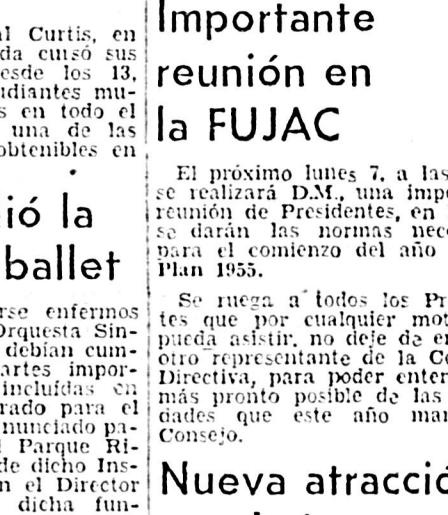 l Curtis, en
da cursó sus
esde los 13,
udiantes mu-
s en todo el
una de las
obtenibles en
ió la
ballet
rse enfermos
Orquesta Sin-
debían cum-
artes impor-
incluídas en
rado para el
nunciado pa-
l Parque Ri-
de dicho Ins-
n el Director
dicha fun-
Importante
reunión en
la FUJAC
El próximo lunes 7, a las
se realizará D.M., una imp
reunión de Presidentes, en
se darán las normas nec
para el comienzo del año
Plan 1955.
Se ruega a todos los Pr
tes que por cualquier mot
pueda asistir, no deje de e
otro representante de la C
Directiva, para poder enter
más pronto posible de las
dades que este año mar
Consejo.
Nueva atracció